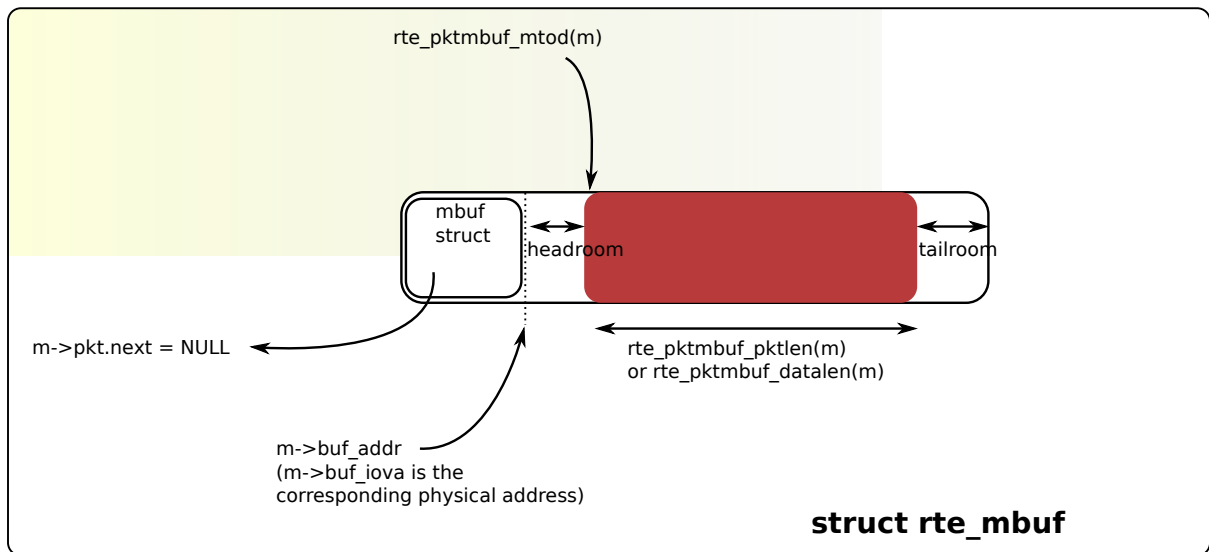 rte_pktmbuf_mtod(m)
mbuf
struct
headroom
tailroom
m->pkt.next = NULL
rte_pktmbuf_pktlen(m)
or rte_pktmbuf_datalen(m)
m->buf_addr
(m->buf_iova is the
corresponding physical address)
struct rte_mbuf